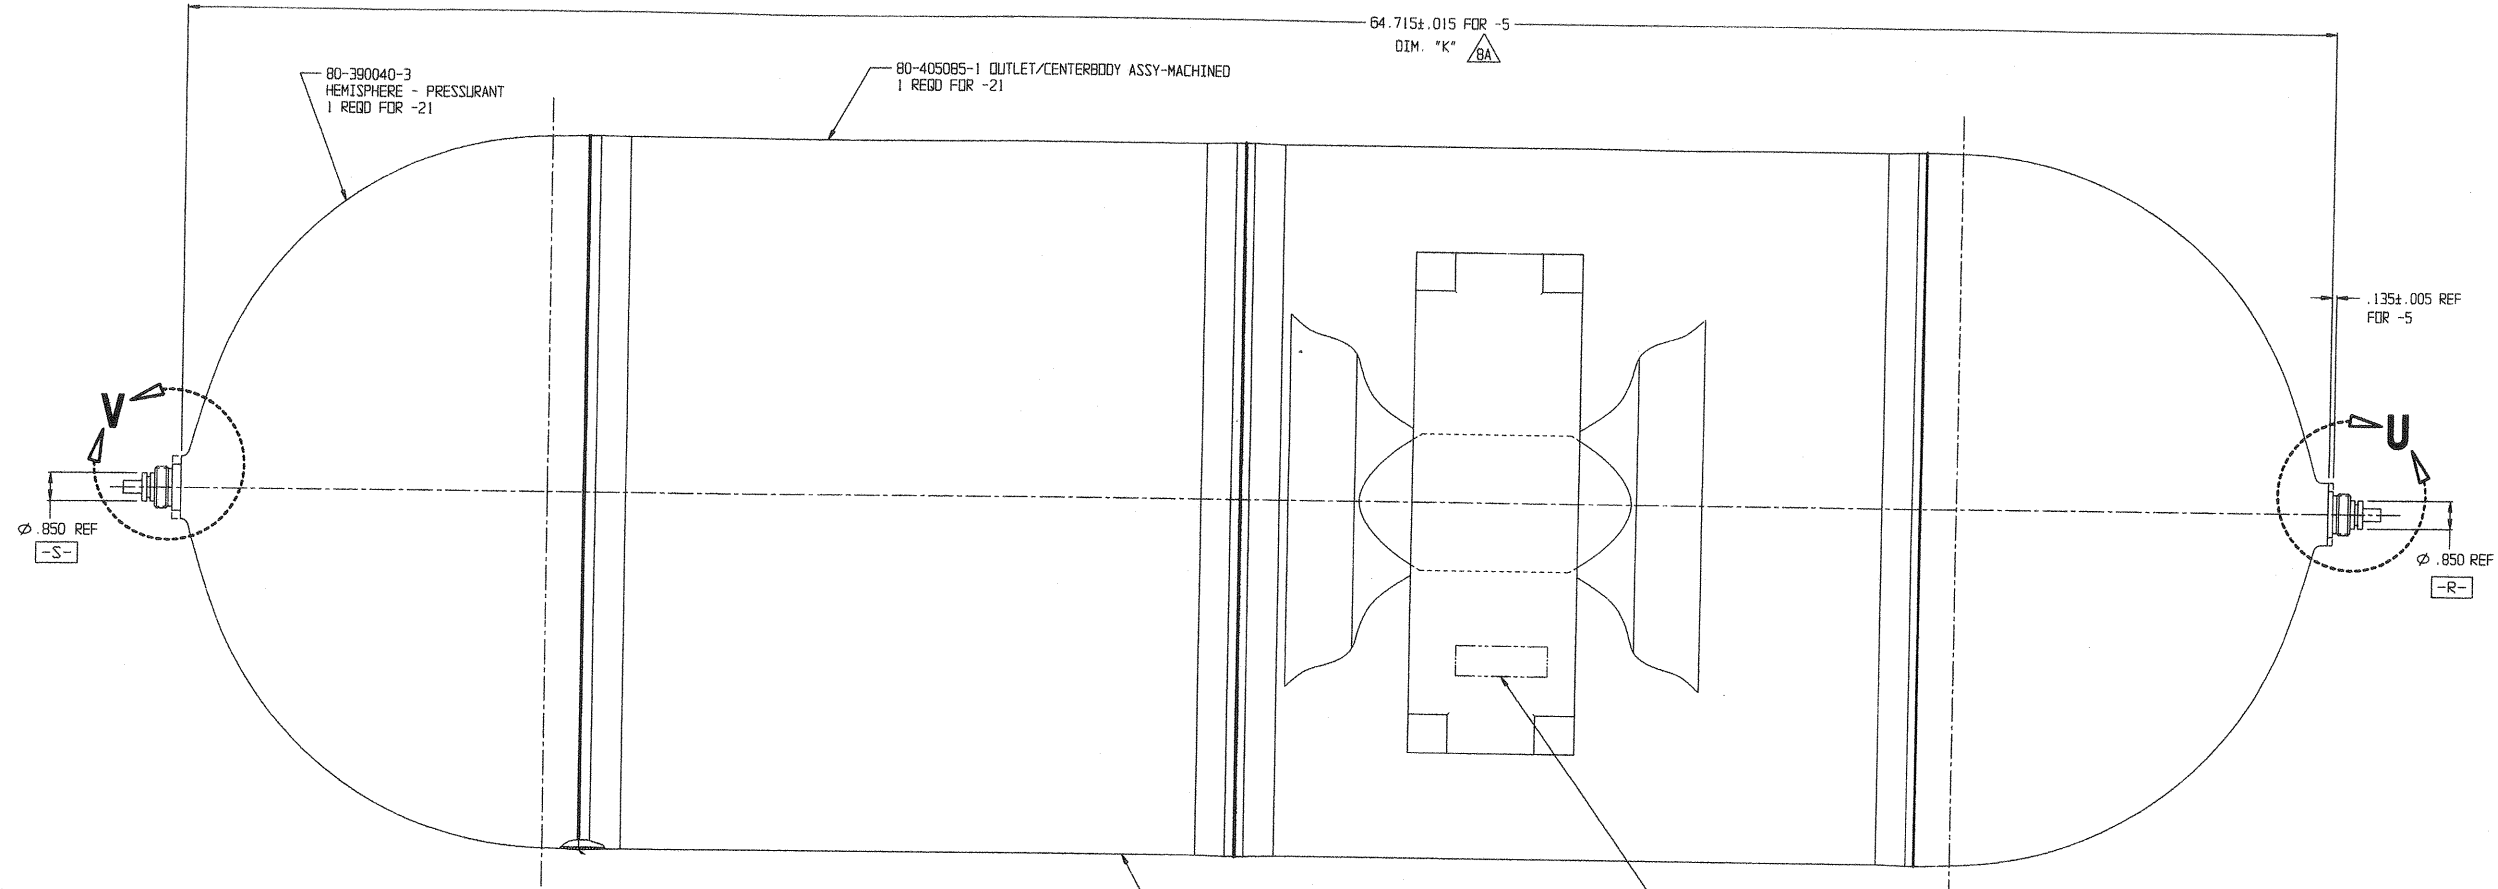 64.715±.015 FOR -5
DIM. "K" 8A
80-390040-3
HEMISPHERE - PRESSURANT
1 REQD FOR -21
80-405085-1 OUTLET/CENTERBODY ASSY-MACHINED
1 REQD FOR -21
.135±.005 REF
FOR -5
V
U
Ø .850 REF
-S-
Ø .850 REF
-R-